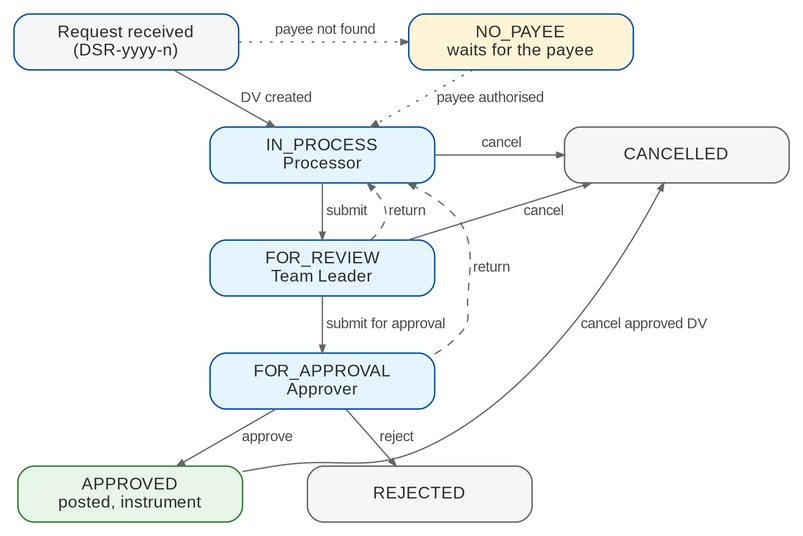 Request received
(DSR-yyyy-n)
payee not found
NO_PAYEE
waits for the payee
DV created
payee authorised
IN_PROCESS
Processor
cancel
CANCELLED
submit
return
cancel
FOR_REVIEW
Team Leader
return
submit for approval
cancel approved DV
FOR_APPROVAL
Approver
approve
reject
APPROVED
posted, instrument
REJECTED